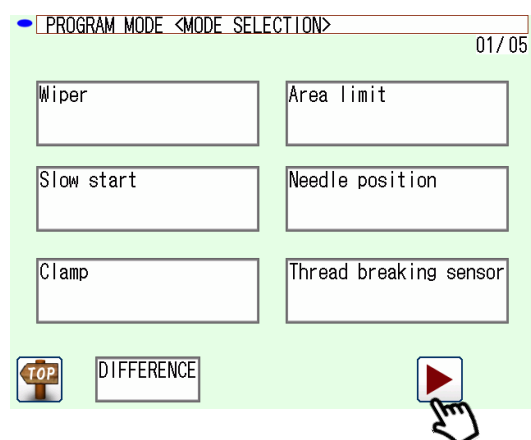 PROGRAM MODE <MODE SELECTION>
01/05
Wiper
Area limit
Slow start
Needle position
Clamp
Thread breaking sensor
TOP
DIFFERENCE